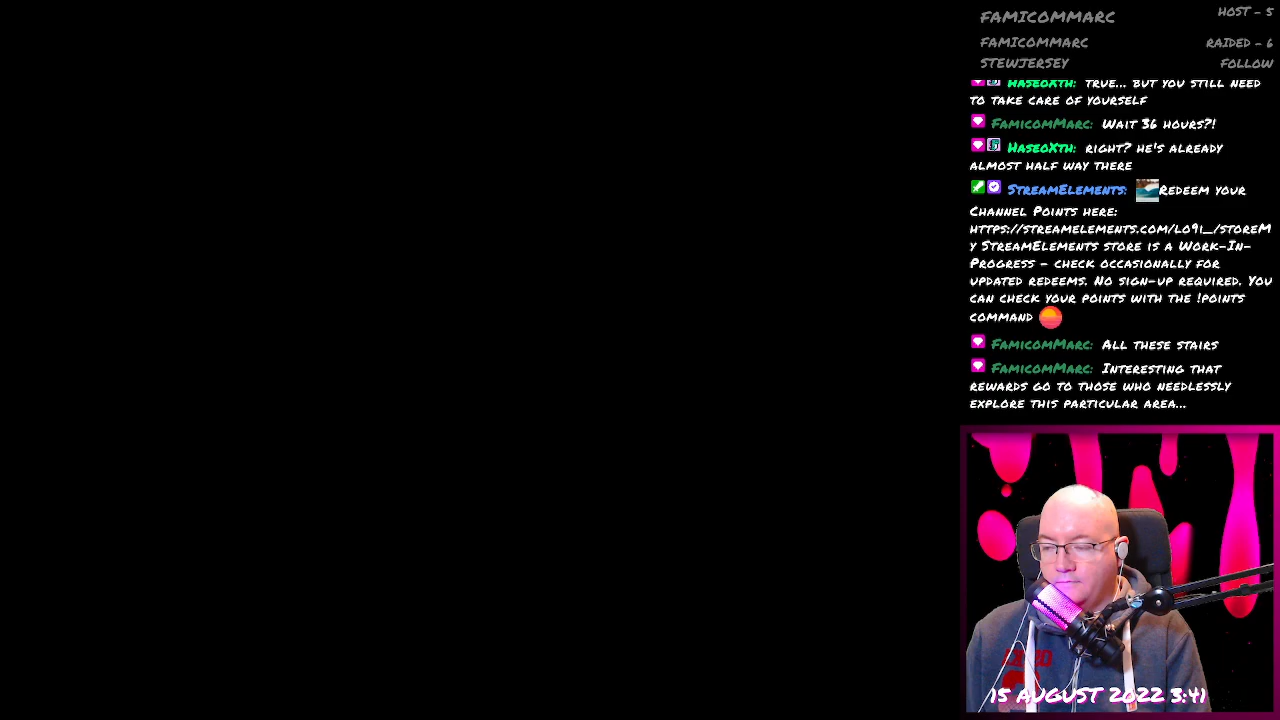 FAMICOMMARC HOST - 5
FAMICOMMARC RAIDED - 6
STEWJERSEY FOLLOW
HaseoXth: true... but you still need
to take care of yourself
FamicomMarc: Wait 36 hours?!
HaseoXth: right? he's already
almost half way there
StreamElements: Redeem your
Channel Points here:
https://streamelements.com/lo9i_/storeM
y StreamElements store is a Work-In-
Progress - check occasionally for
updated redeems. No sign-up required. You
can check your points with the !points
command
FamicomMarc: All these stairs
FamicomMarc: Interesting that
rewards go to those who needlessly
explore this particular area...
15 AUGUST 2022 3:41